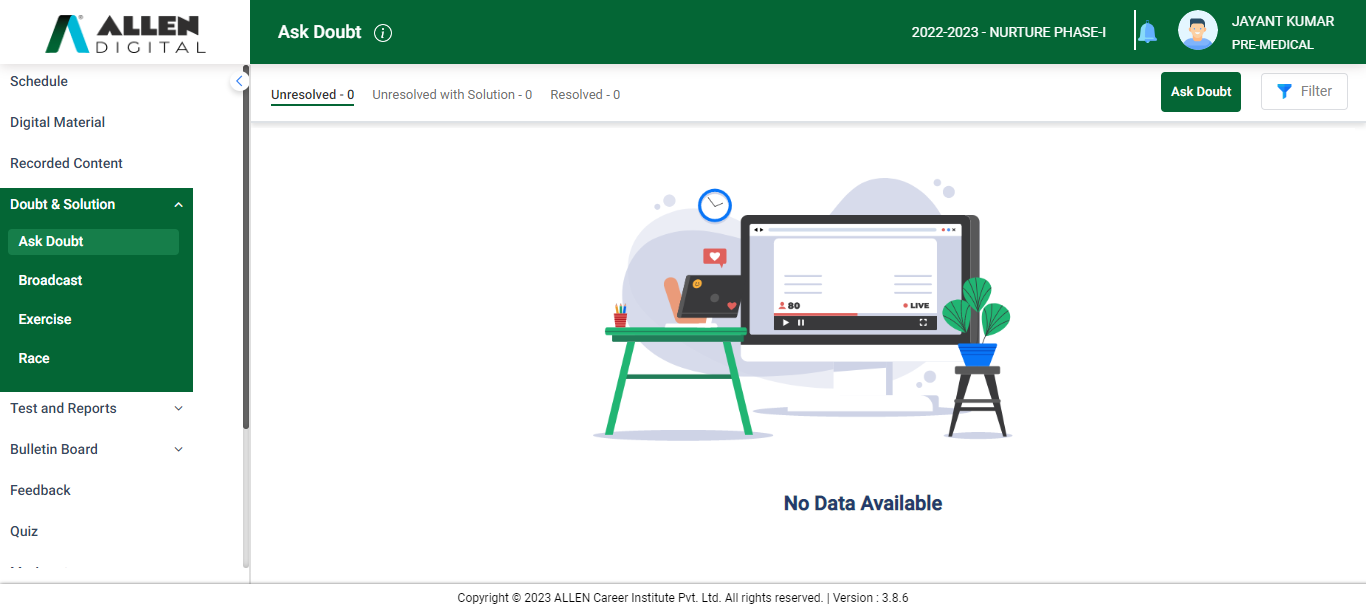 ALLEN
DIGITAL
Ask Doubt
2022-2023 - NURTURE PHASE-I
JAYANT KUMAR
PRE-MEDICAL
Schedule
Digital Material
Recorded Content
Doubt & Solution
Ask Doubt
Broadcast
Exercise
Race
Test and Reports
Bulletin Board
Feedback
Quiz
Unresolved - 0
Unresolved with Solution - 0
Resolved - 0
Ask Doubt
Filter
80
LIVE
No Data Available
Copyright © 2023 ALLEN Career Institute Pvt. Ltd. All rights reserved. | Version : 3.8.6